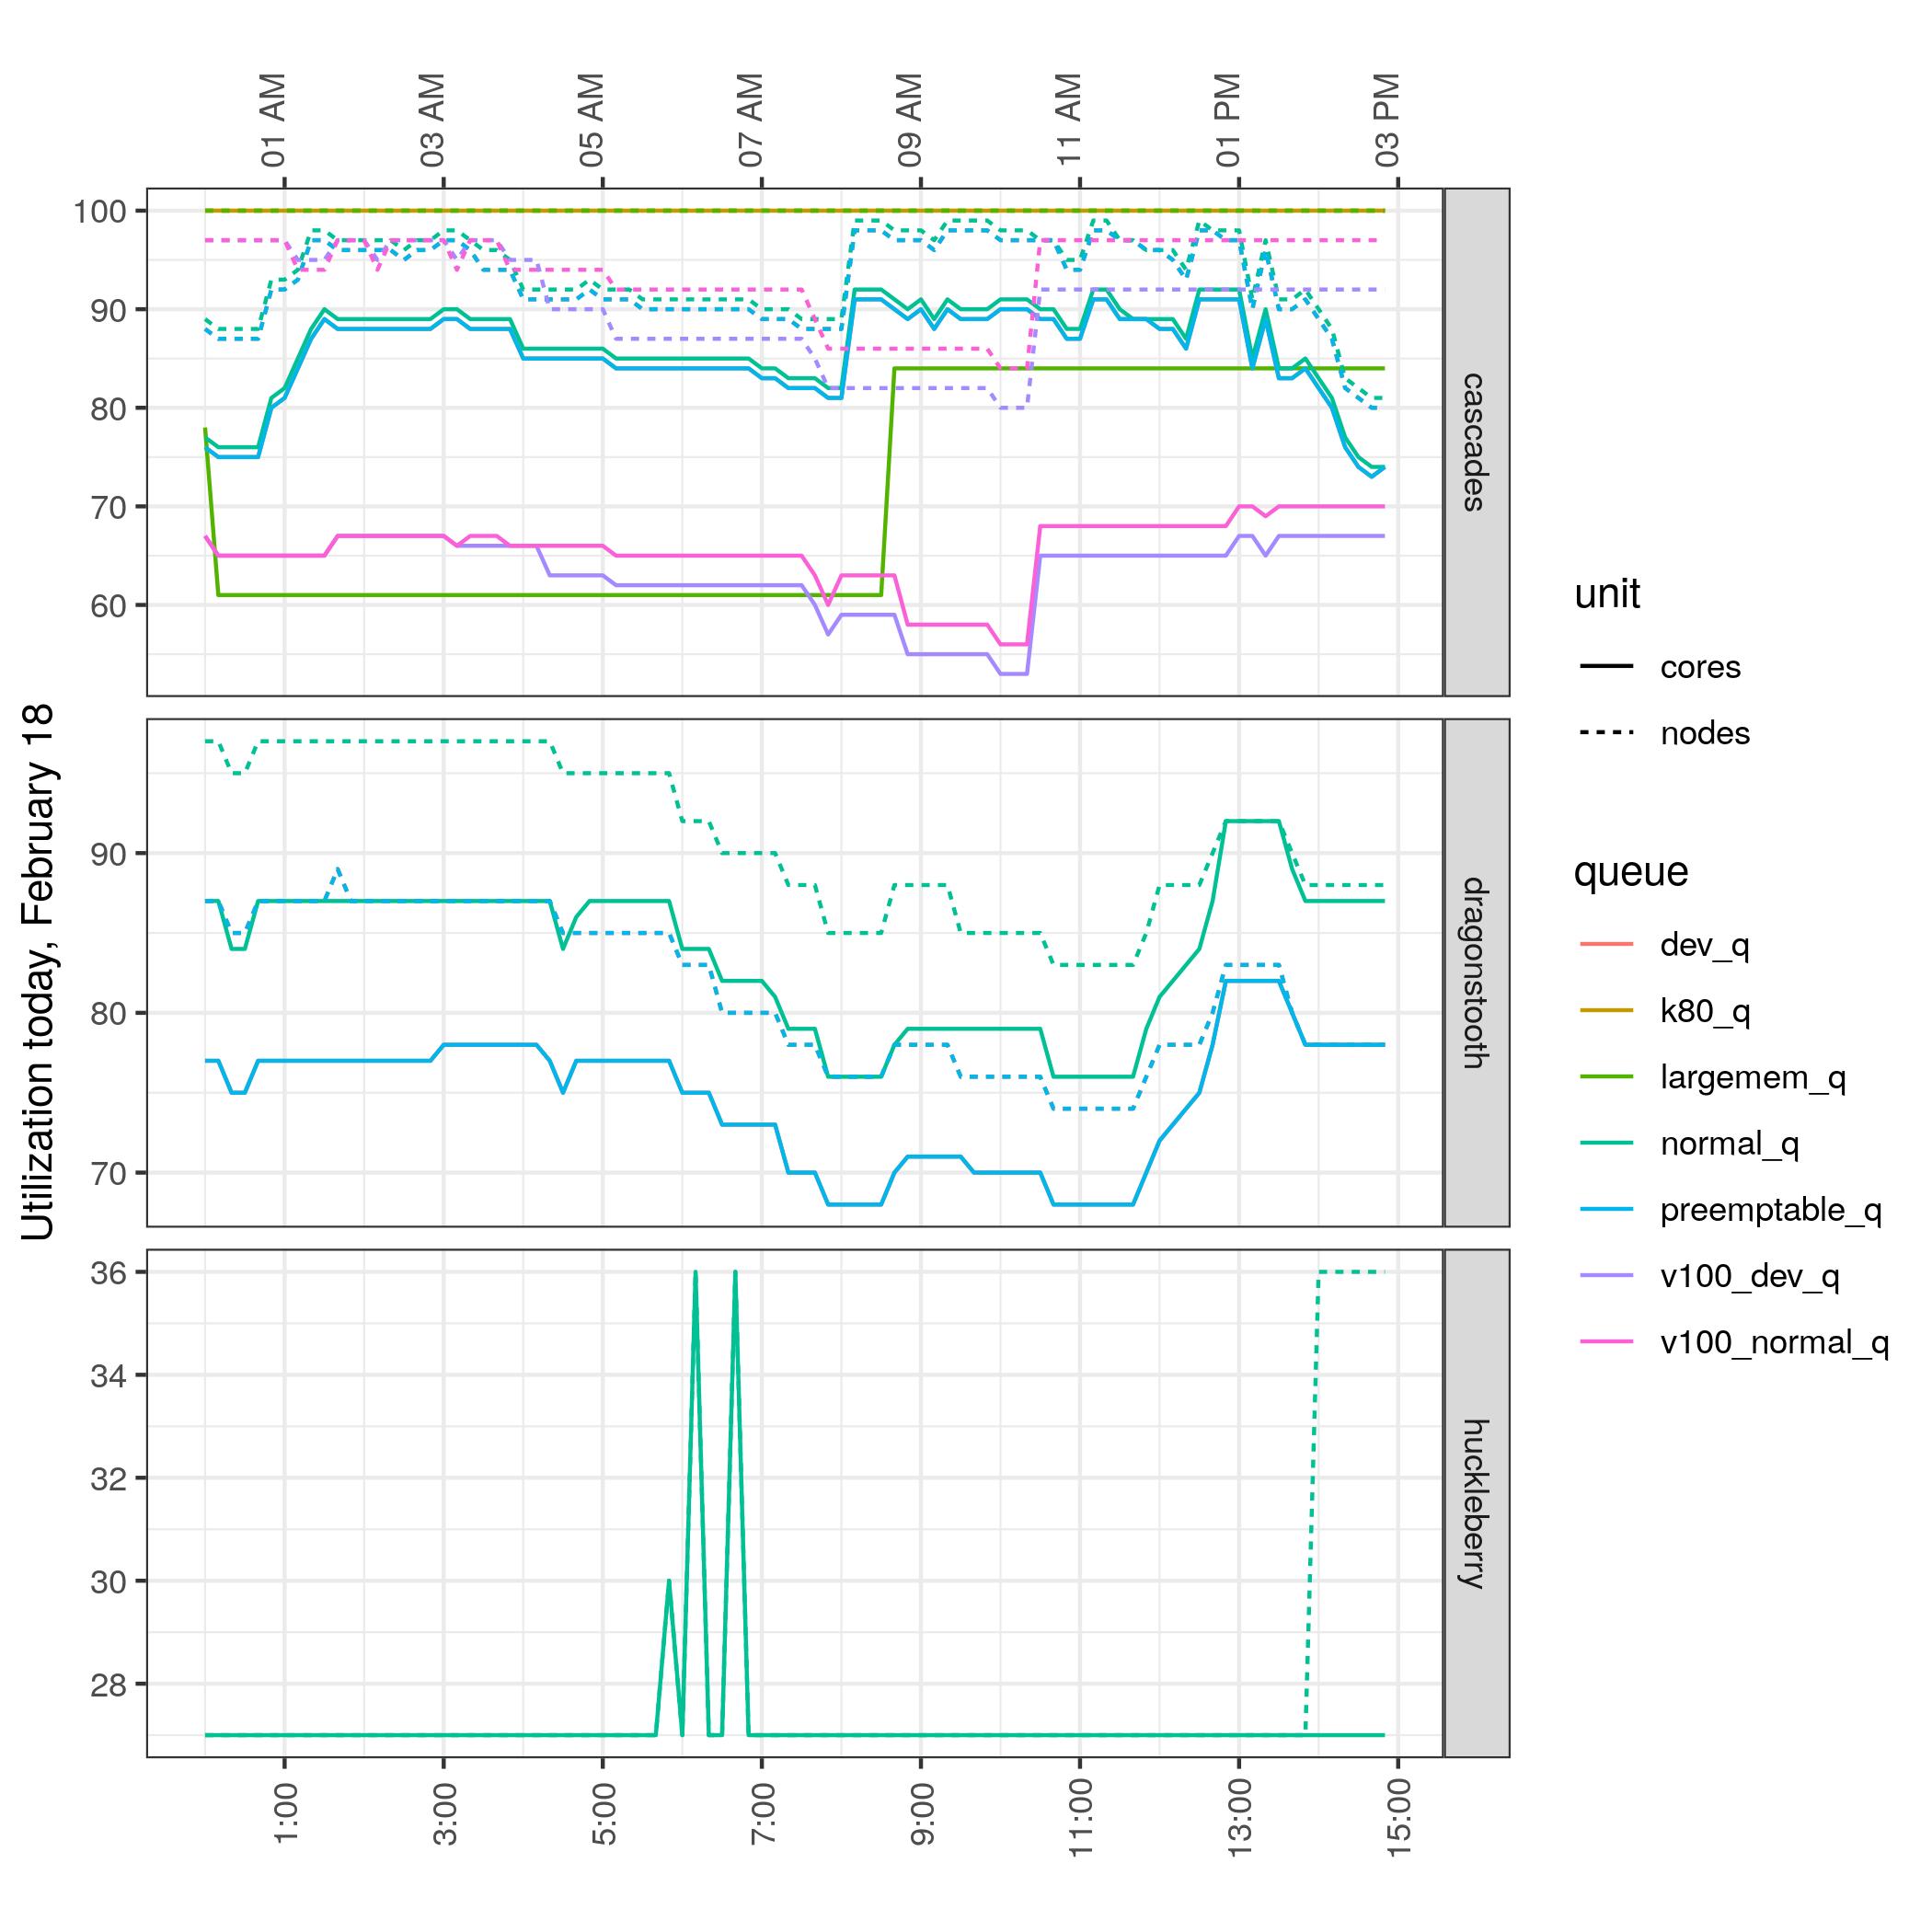 01 AM
03 AM
05 AM
07 AM
09 AM
11 AM
01 PM
03 PM
Utilization today, February 18
100
90
80
70
60
cascades
90
80
70
dragonstooth
36
34
32
30
28
huckleberry
1:00
3:00
5:00
7:00
9:00
11:00
13:00
15:00
unit
cores
nodes
queue
dev_q
k80_q
largemem_q
normal_q
preemptable_q
v100_dev_q
v100_normal_q